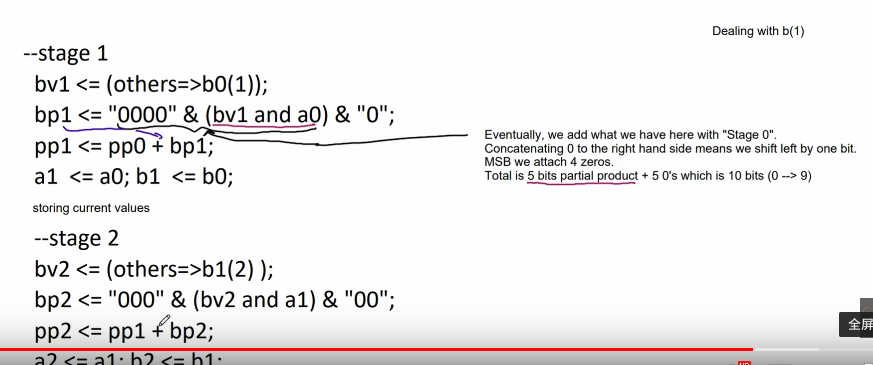 Dealing with b(1)
--stage 1
bv1 <= (others=>b0(1));
bp1 <= "0000" & (bv1 and a0) & "0";
pp1 <= pp0 + bp1;
a1 <= a0; b1 <= b0;
Eventually, we add what we have here with "Stage 0".
Concatenating 0 to the right hand side means we shift left by one bit.
MSB we attach 4 zeros.
Total is 5 bits partial product + 5 0's which is 10 bits (0 --> 9)
storing current values
--stage 2
bv2 <= (others=>b1(2) );
bp2 <= "000" & (bv2 and a1) & "00";
pp2 <= pp1 + bp2;
全屏
a2 <= a1; b2 <= b1;